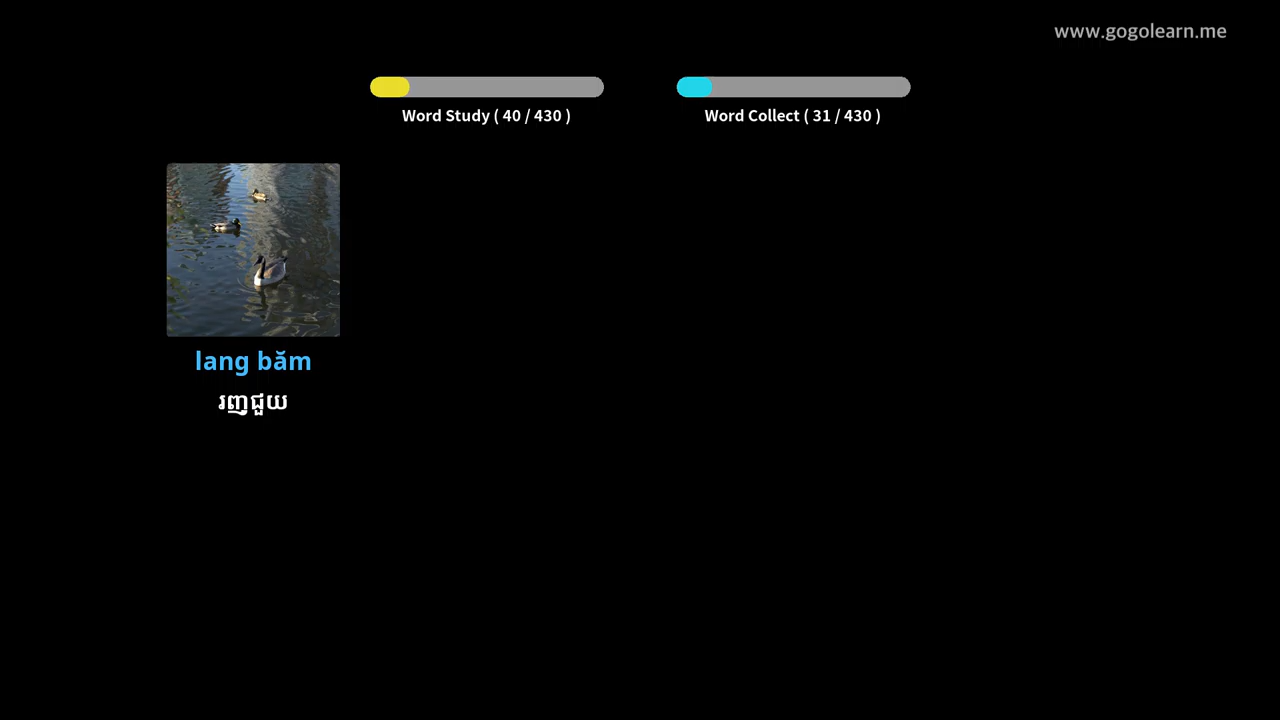 www.gogolearn.me
Word Study ( 40 / 430 )
Word Collect ( 31 / 430 )
lang băm
រញជួយ